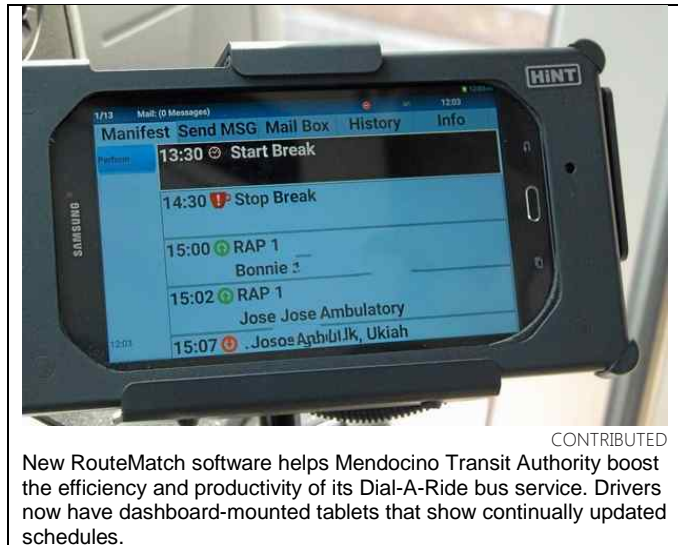 HiNT
12:03
1/13 Mail: (0 Messages) 12:03
Manifest Send MSG Mail Box History Info
Perform
13:30 Start Break
14:30 Stop Break
15:00 RAP 1
Bonnie
15:02 RAP 1
Jose Jose Ambulatory
15:07 Ukiah
12:03
SAMSUNG
CONTRIBUTED
New RouteMatch software helps Mendocino Transit Authority boost
the efficiency and productivity of its Dial-A-Ride bus service. Drivers
now have dashboard-mounted tablets that show continually updated
schedules.